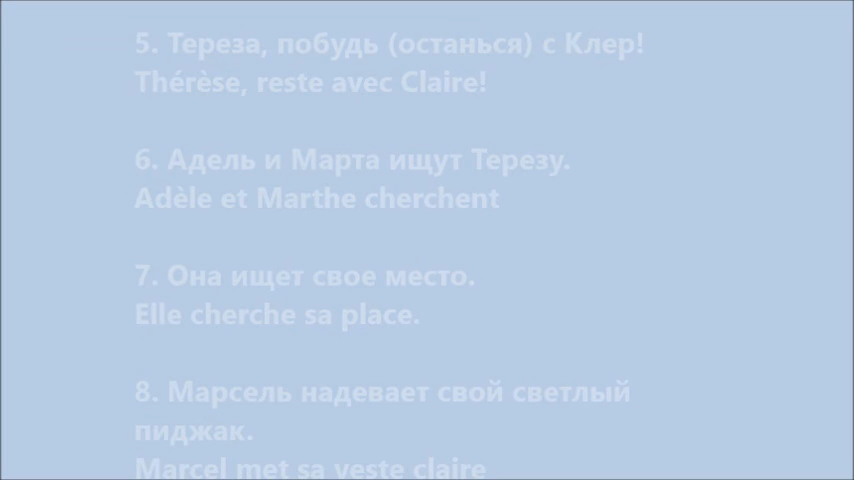 5. Тереза, побудь (останься) с Клер!
Thérèse, reste avec Claire!
6. Адель и Марта ищут Терезу.
Adèle et Marthe cherchent
7. Она ищет свое место.
Elle cherche sa place.
8. Марсель надевает свой светлый
пиджак.
Marcel met sa veste claire